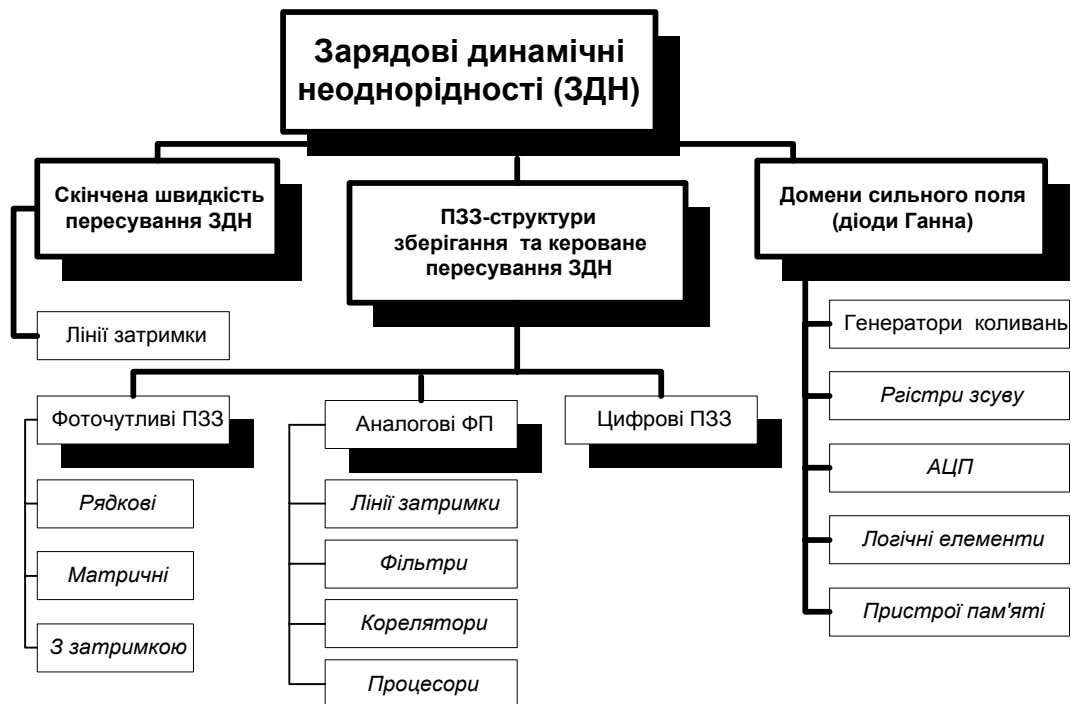 Зарядові динамічні
неоднорідності (ЗДН)
Скінчена швидкість
пересування ЗДН
ПЗЗ-структури
зберігання та кероване
пересування ЗДН
Домени сильного поля
(діоди Ганна)
Лінії затримки
Генератори коливань
Ргістри зсуву
АЦП
Логічні елементи
Пристрої пам'яті
Фоточутливі ПЗЗ
Рядкові
Матричні
З затримкою
Аналогові ФП
Лінії затримки
Фільтри
Корелятори
Процесори
Цифрові ПЗЗ